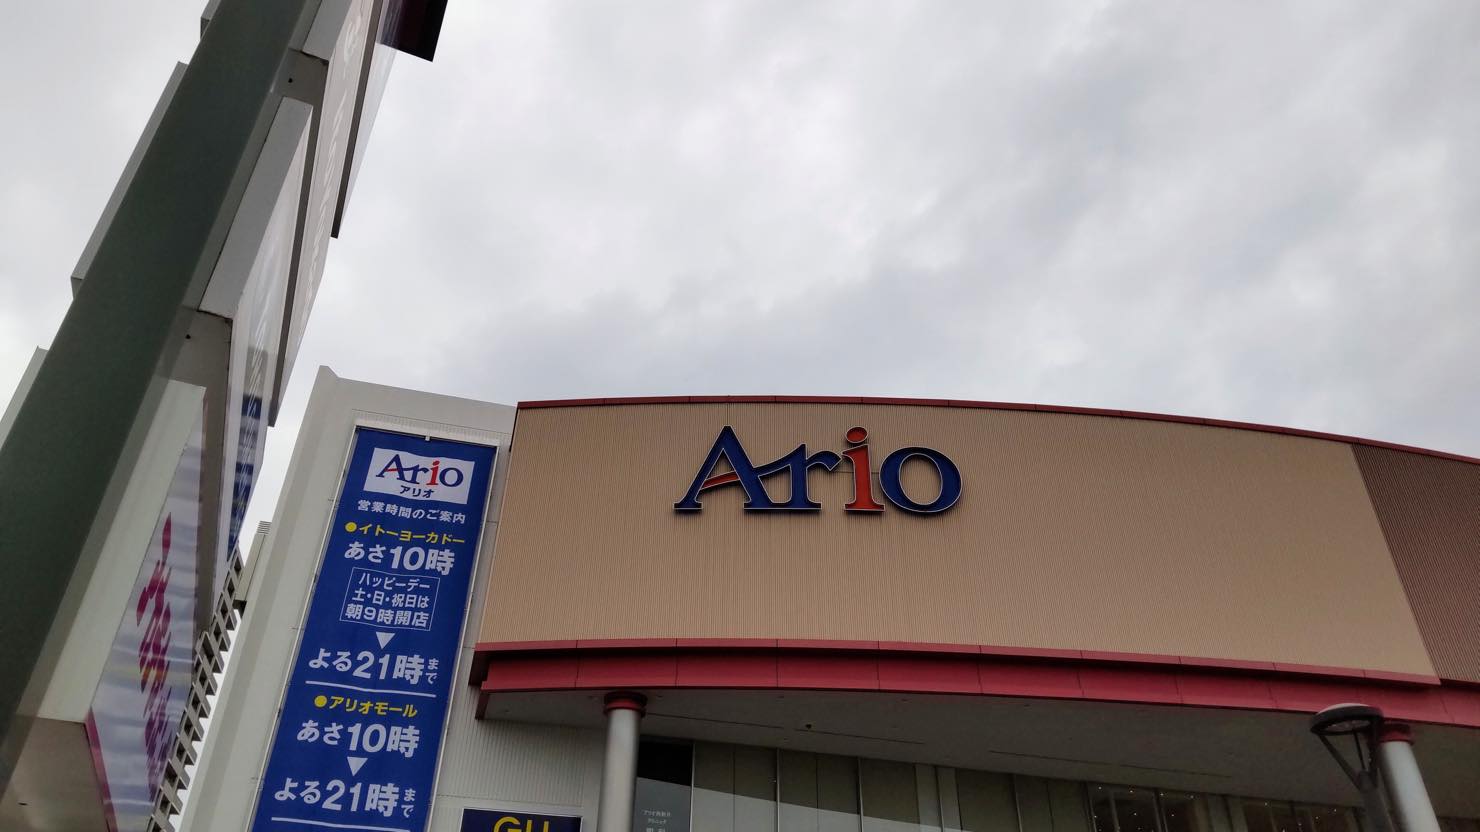 Ario
アリオ
営業時間のご案内
●イトーヨーカドー
あさ10時
ハッピーデー
土・日・祝日は
朝9時開店
よる21時まで
●アリオモール
あさ10時
よる21時まで
Ario
GU